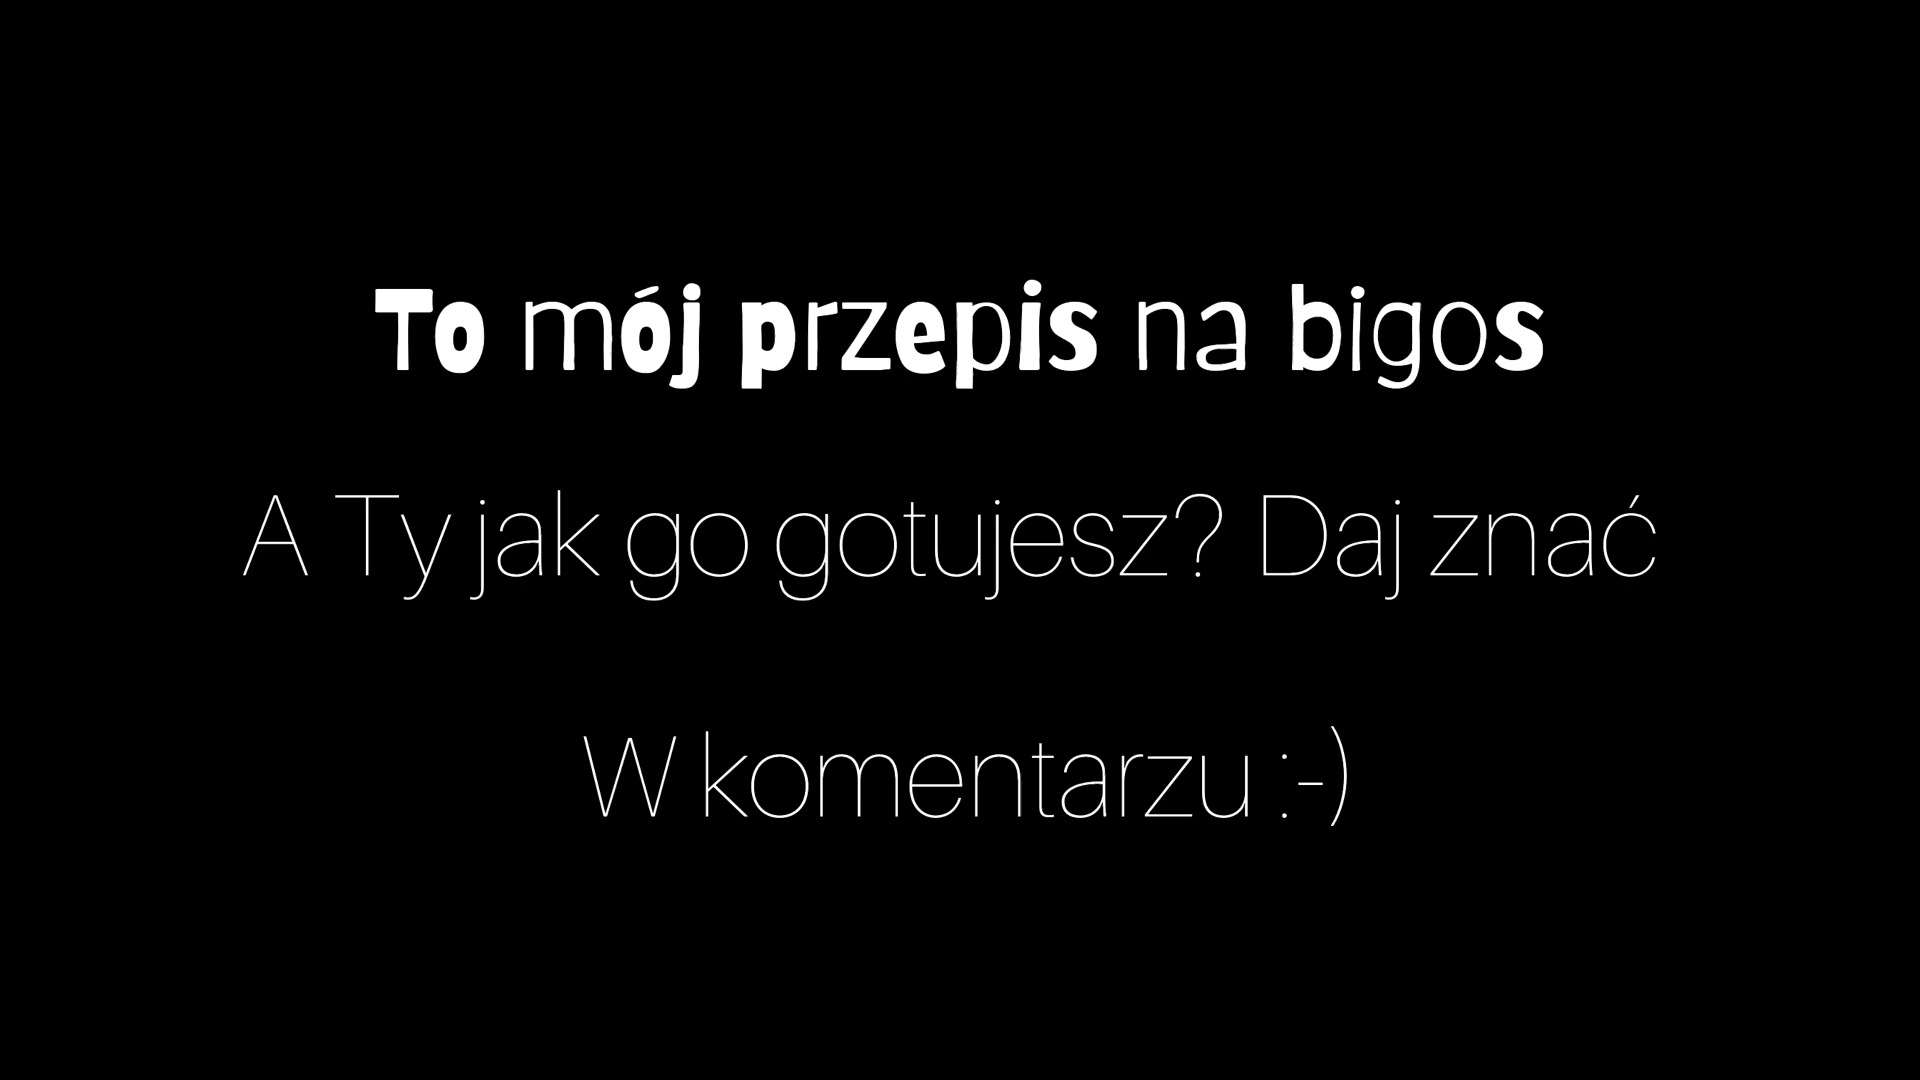 To mój przepis na bigos
A Ty jak go gotujesz? Daj znać
W komentarzu :-)